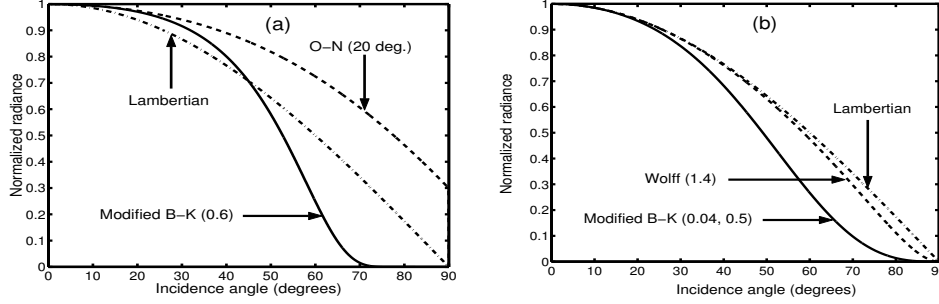 (a)
O−N (20 deg.)
Lambertian
Modified B−K (0.6)
Normalized radiance
1
0.9
0.8
0.7
0.6
0.5
0.4
0.3
0.2
0.1
0
0 10 20 30 40 50 60 70 80 90
Incidence angle (degrees)
(b)
Lambertian
Wolff (1.4)
Modified B−K (0.04, 0.5)
Normalized radiance
1
0.9
0.8
0.7
0.6
0.5
0.4
0.3
0.2
0.1
0
0 10 20 30 40 50 60 70 80 90
Incidence angle (degrees)